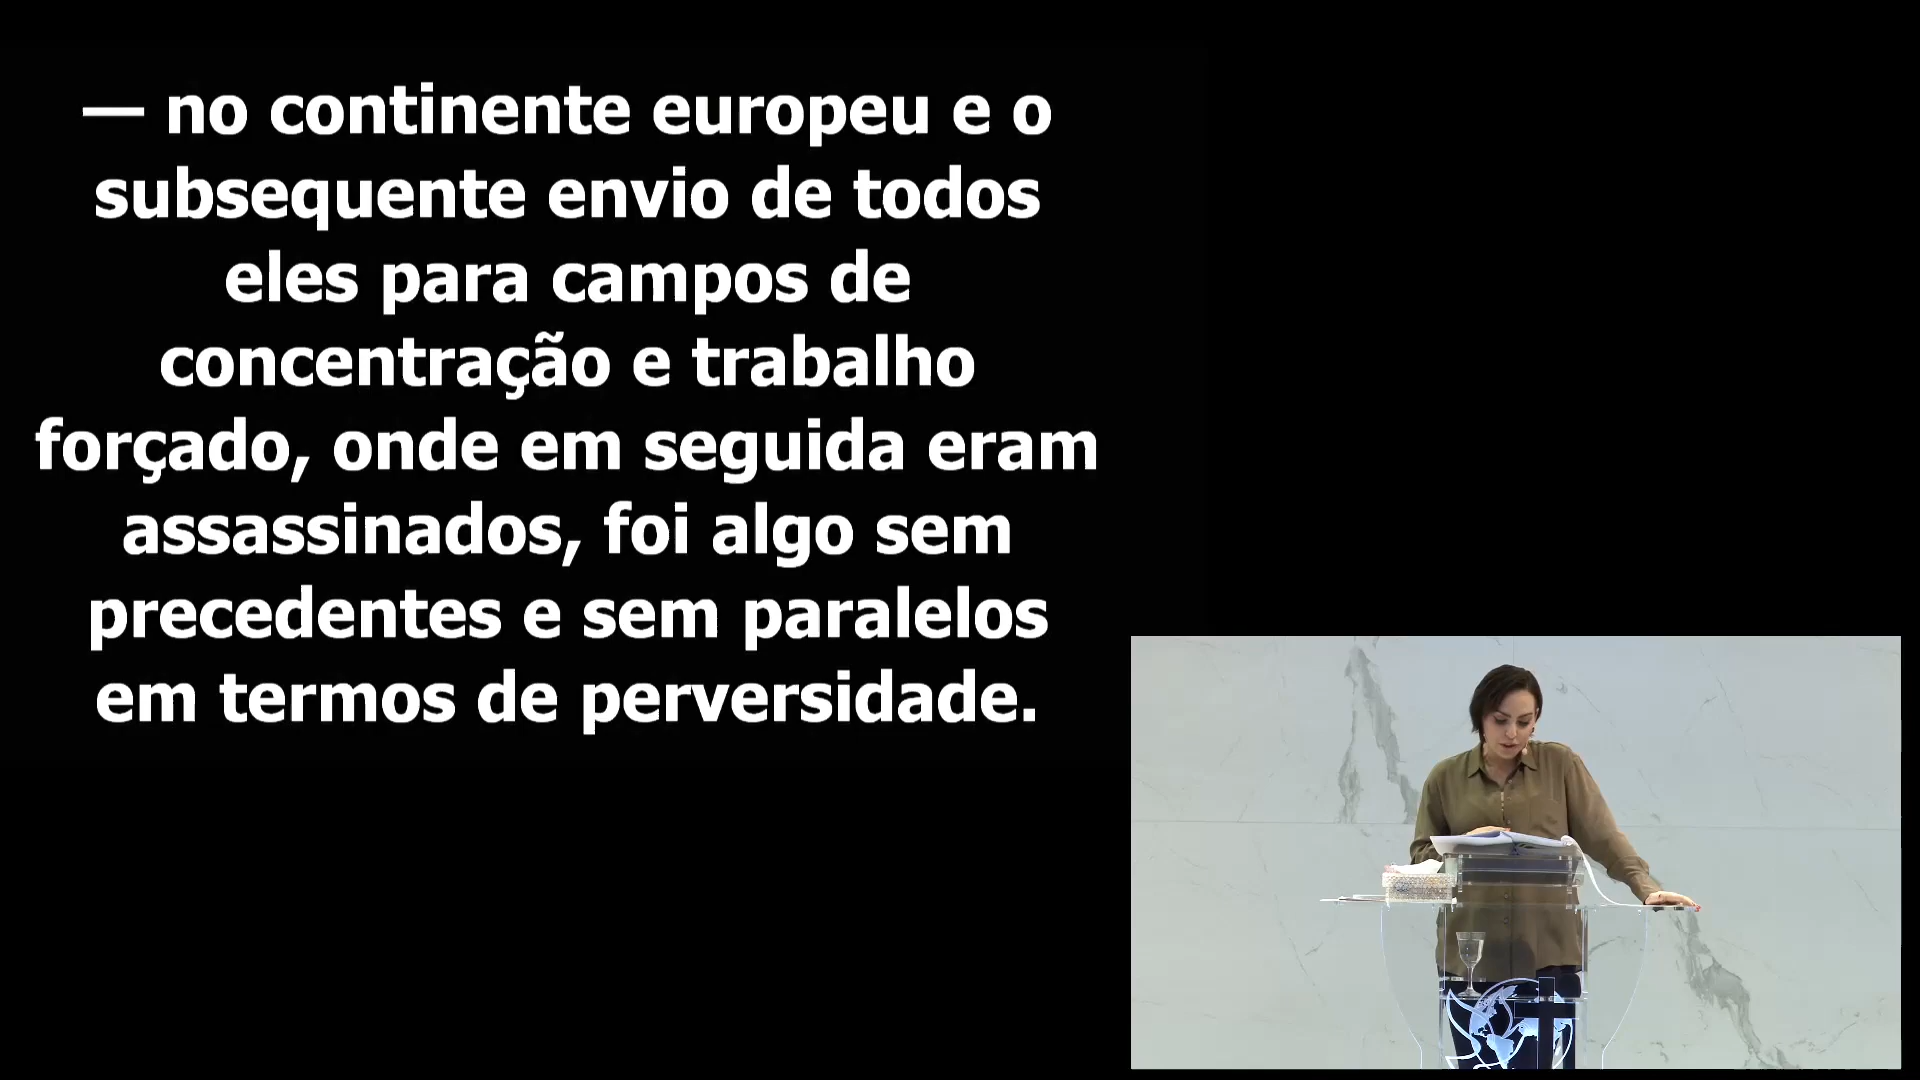 — no continente europeu e o
subsequente envio de todos
eles para campos de
concentração e trabalho
forçado, onde em seguida eram
assassinados, foi algo sem
precedentes e sem paralelos
em termos de perversidade.